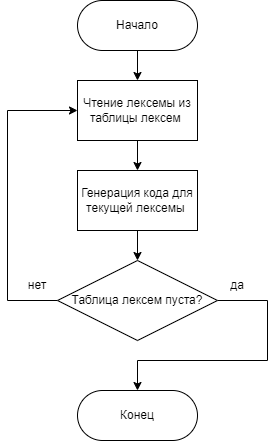 Начало
Чтение лексемы из
таблицы лексем
Генерация кода для
текущей лексемы
нет
Таблица лексем пуста?
да
Конец